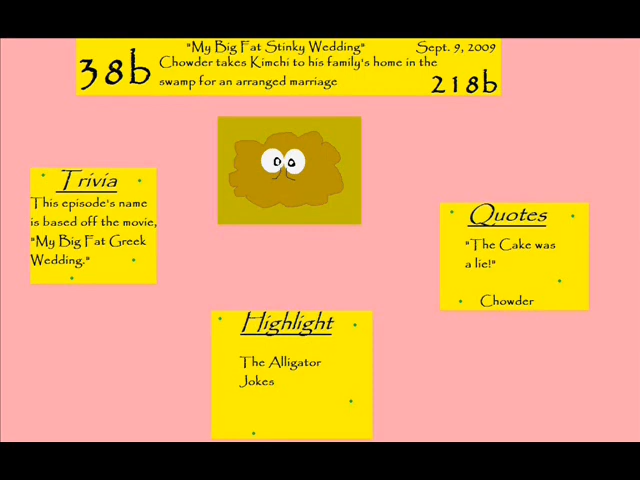 "My Big Fat Stinky Wedding" Sept. 9, 2009
38b Chowder takes Kimchi to his family's home in the
swamp for an arranged marriage 218b
Trivia
This episode's name
is based off the movie,
"My Big Fat Greek
Wedding."
Quotes
"The Cake was
a lie!"
Chowder
Highlight
The Alligator
Jokes